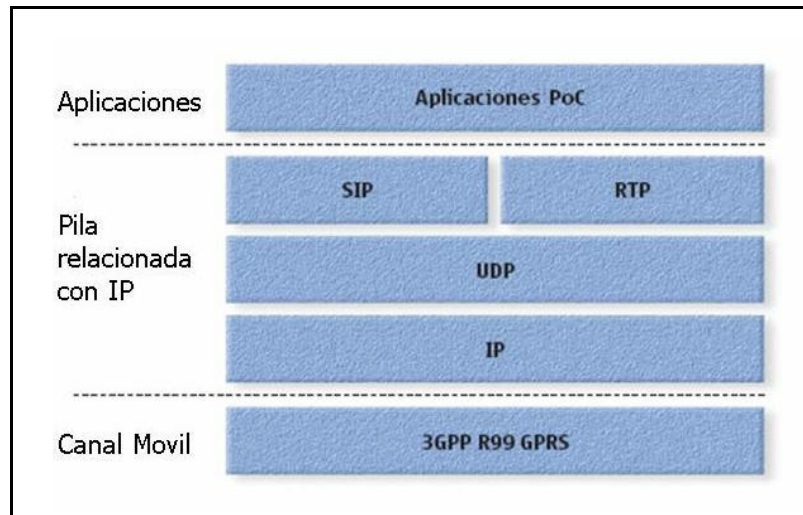 Aplicaciones
Aplicaciones PoC
SIP
RTP
Pila
relacionada
con IP
UDP
IP
Canal Movil
3GPP R99 GPRS